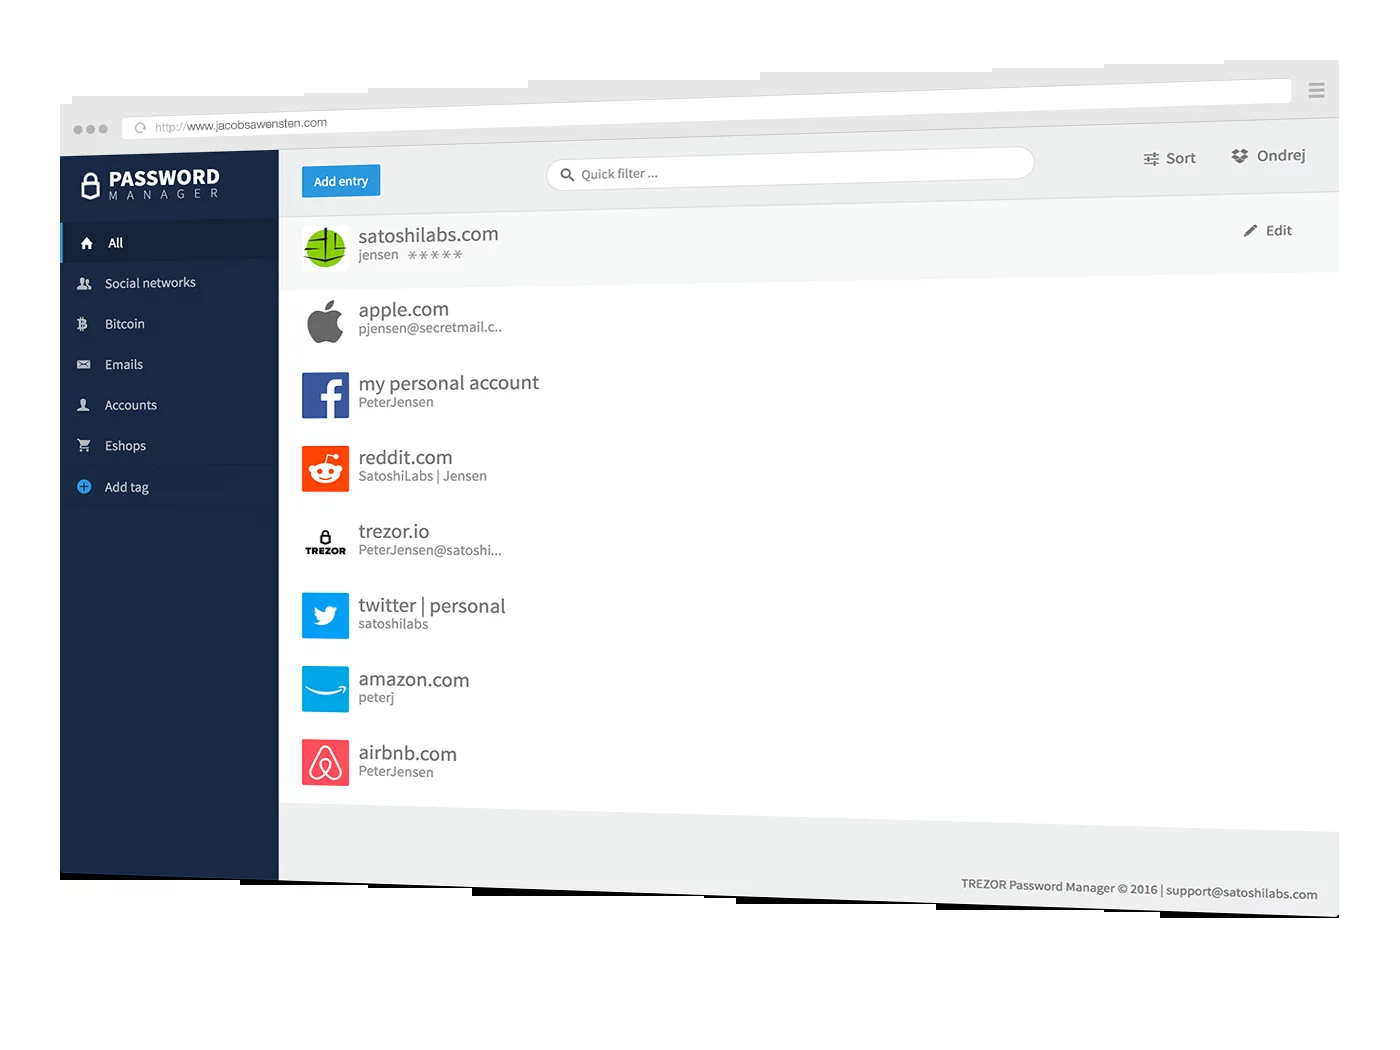 http://www.jacobsawensten.com
PASSWORD
MANAGER
Add entry
Quick filter ...
Sort
Ondrej
All
Social networks
Bitcoin
Emails
Accounts
Eshops
Add tag
satoshilabs.com
jensen *****
Edit
apple.com
pjensen@secretmail.c..
my personal account
PeterJensen
reddit.com
SatoshiLabs | Jensen
TREZOR
trezor.io
PeterJensen@satoshi...
twitter | personal
satoshilabs
amazon.com
peterj
airbnb.com
PeterJensen
TREZOR Password Manager © 2016 | support@satoshilabs.com